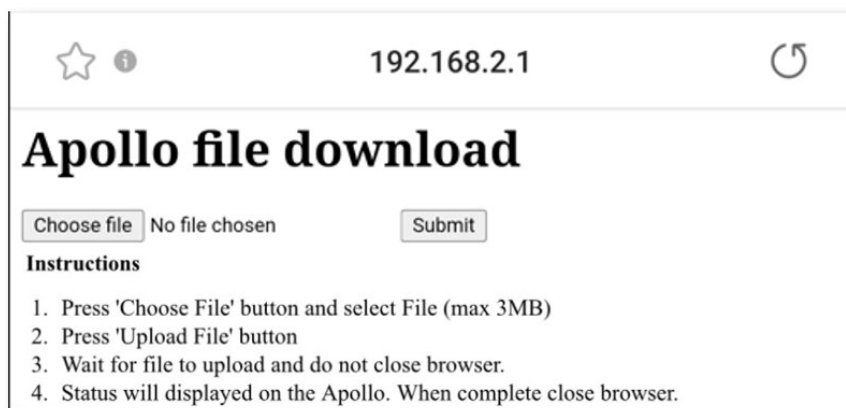 192.168.2.1
Apollo file download
Choose file No file chosen Submit
Instructions
1. Press 'Choose File' button and select File (max 3MB)
2. Press 'Upload File' button
3. Wait for file to upload and do not close browser.
4. Status will displayed on the Apollo. When complete close browser.